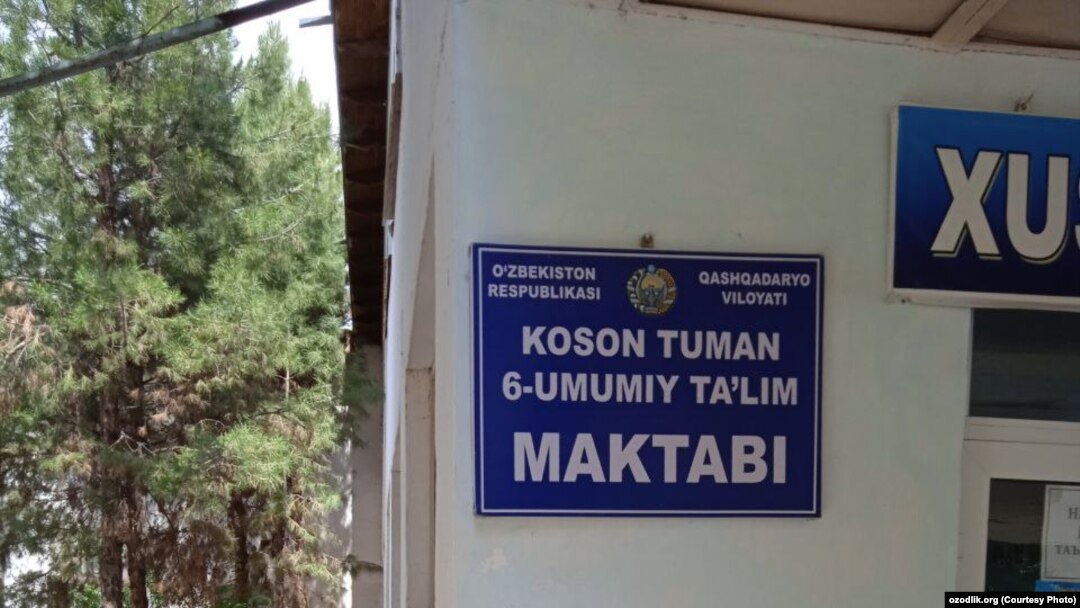 O‘ZBEKISTON
RESPUBLIKASI
QASHQADARYO
VILOYATI
KOSON TUMAN
6-UMUMIY TA’LIM
MAKTABI
XUS
ozodlik.org (Courtesy Photo)